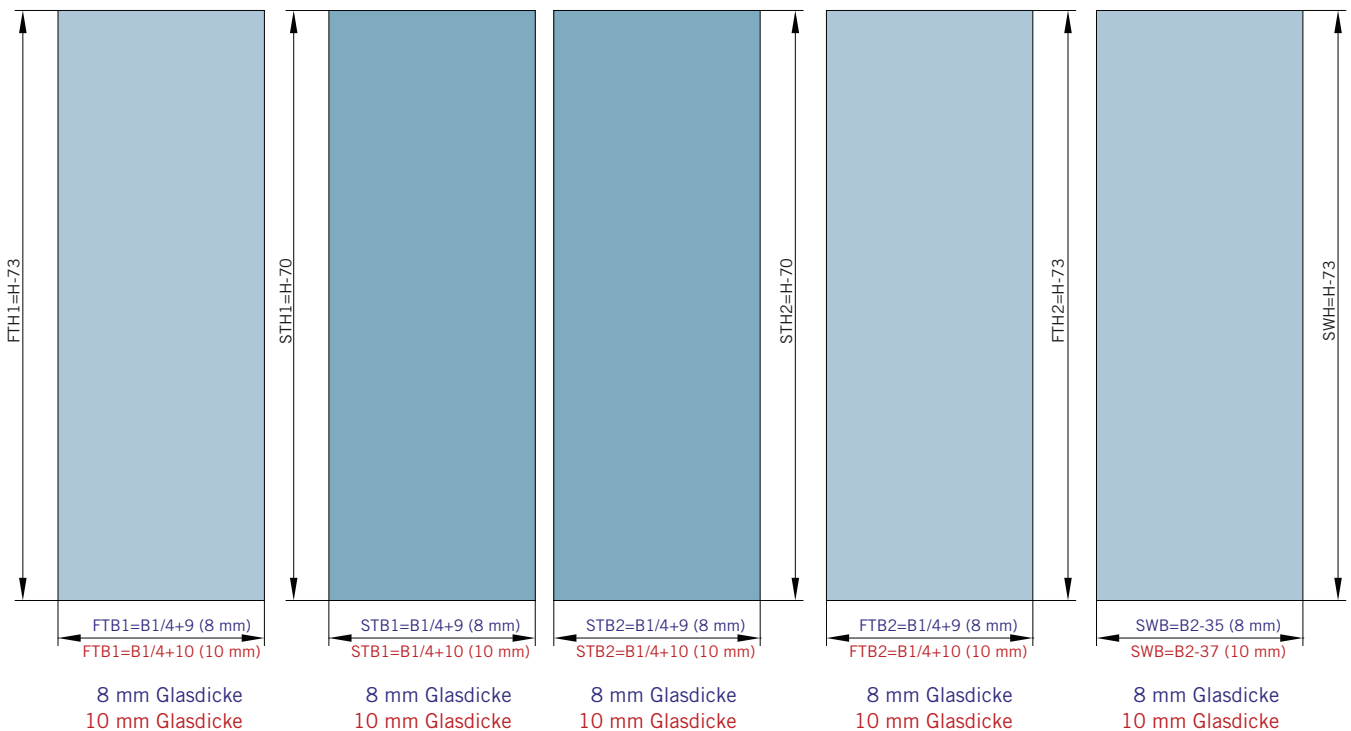 FTH1=H-73
STH1=H-70
STH2=H-70
FTH2=H-73
SWH=H-73
FTB1=B1/4+9 (8 mm)
FTB1=B1/4+10 (10 mm)
STB1=B1/4+9 (8 mm)
STB1=B1/4+10 (10 mm)
STB2=B1/4+9 (8 mm)
STB2=B1/4+10 (10 mm)
FTB2=B1/4+9 (8 mm)
FTB2=B1/4+10 (10 mm)
SWB=B2-35 (8 mm)
SWB=B2-37 (10 mm)
8 mm Glasdicke
10 mm Glasdicke
8 mm Glasdicke
10 mm Glasdicke
8 mm Glasdicke
10 mm Glasdicke
8 mm Glasdicke
10 mm Glasdicke
8 mm Glasdicke
10 mm Glasdicke